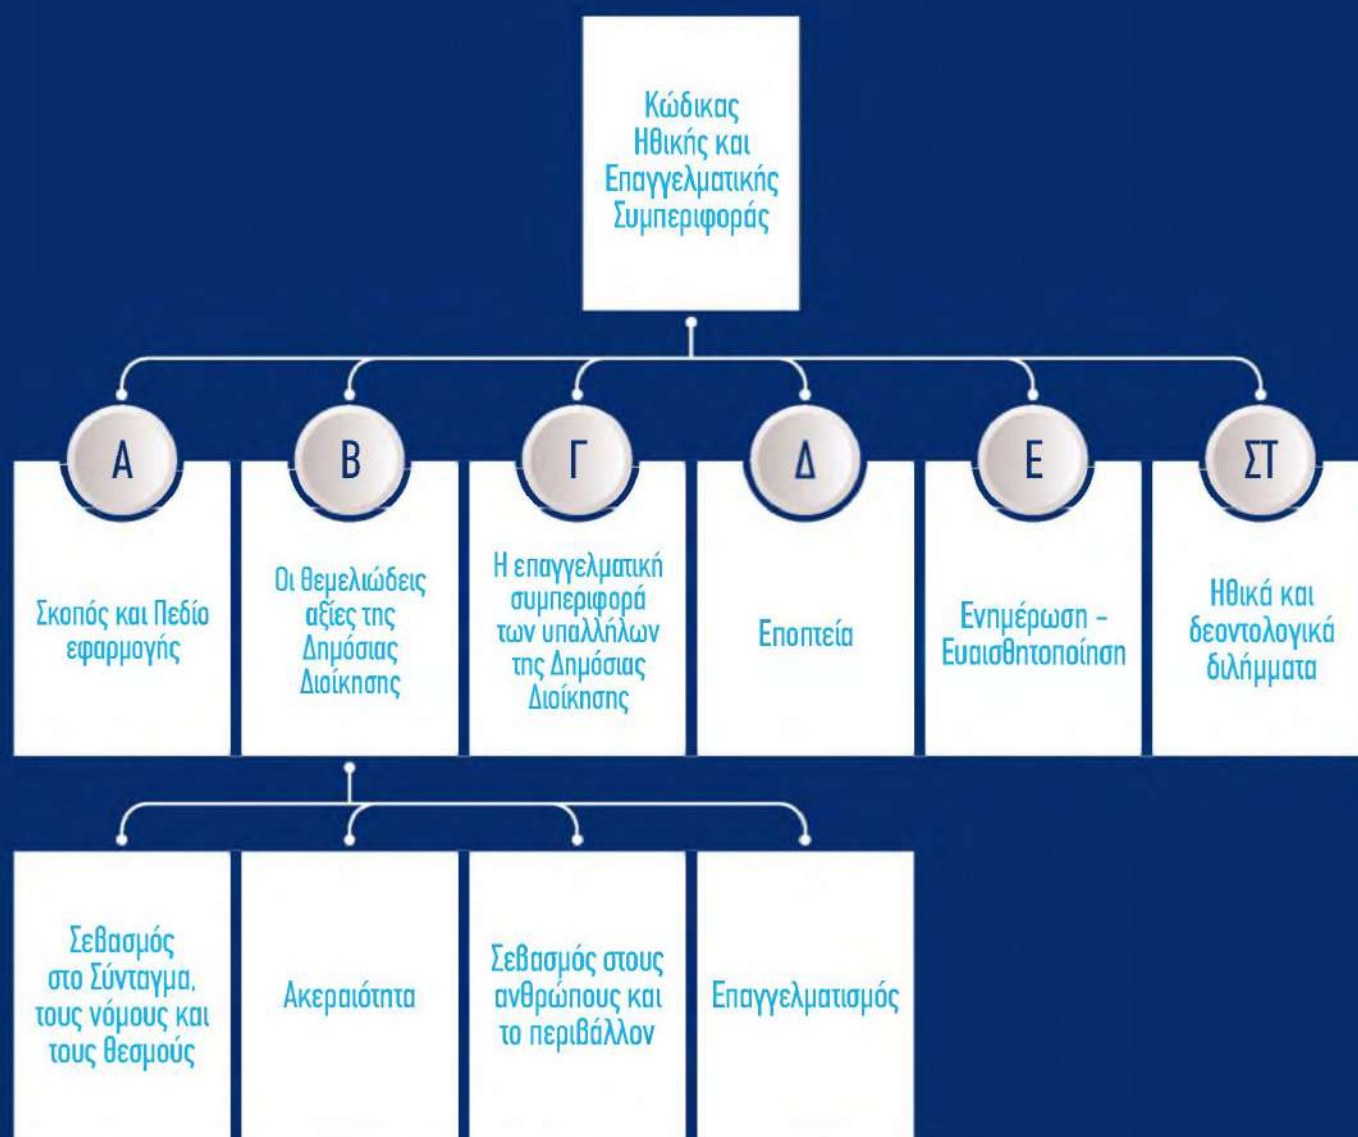 Κώδικας
Ηθικής και
Επαγγελματικής
Συμπεριφοράς
Α
Σκοπός και Πεδίο
εφαρμογής
Β
Οι θεμελιώδεις
αξίες της
Δημόσιας
Διοίκησης
Γ
Η επαγγελματική
συμπεριφορά
των υπαλλήλων
της Δημόσιας
Διοίκησης
Δ
Εποπτεία
Ε
Ενημέρωση –
Ευαισθητοποίηση
ΣΤ
Ηθικά και
δεοντολογικά
διλήμματα
Σεβασμός
στο Σύνταγμα,
τους νόμους και
τους θεσμούς
Ακεραιότητα
Σεβασμός στους
ανθρώπους και
το περιβάλλον
Επαγγελματισμός